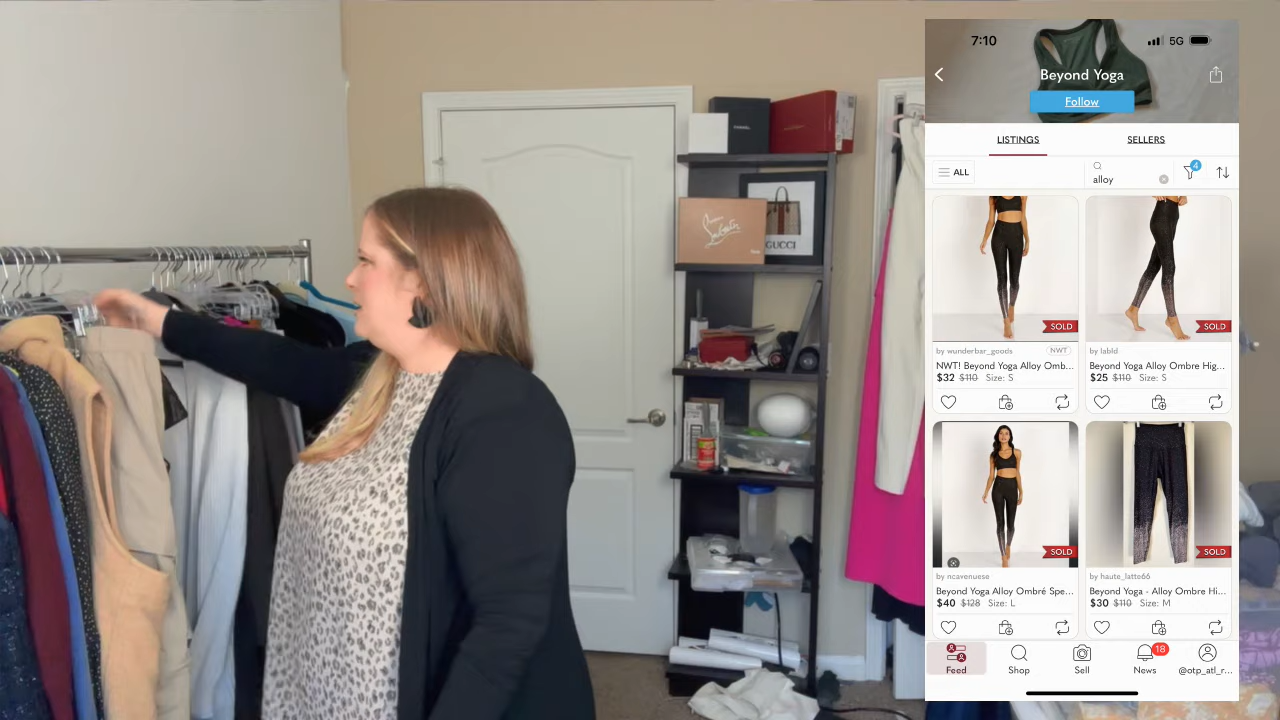 7:10
5G
Beyond Yoga
Follow
LISTINGS
SELLERS
ALL
alloy
4
SOLD
SOLD
by wunderbar_goods
NWT
by labld
NWT! Beyond Yoga Alloy Omb...
Beyond Yoga Alloy Ombre Hig...
$32 $110 Size: S
$25 $110 Size: S
SOLD
SOLD
by ncavenuese
by haute_latte66
Beyond Yoga Alloy Ombré Spe...
Beyond Yoga - Alloy Ombre Hi...
$40 $128 Size: L
$30 $110 Size: M
Feed
Shop
Sell
18
News
@otp_atl_r...
GUCCI